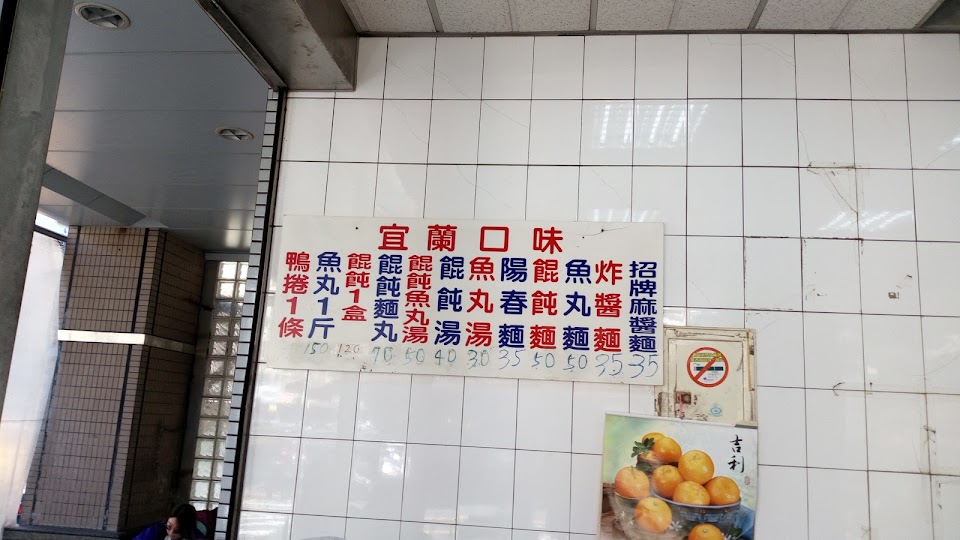 宜蘭口味
招牌麻醬麵 35
炸醬麵 35
魚丸麵 50
餛飩麵 50
陽春麵 35
魚丸湯 30
餛飩湯 40
餛飩魚丸湯 50
餛飩麵丸 70
餛飩1盒 120
魚丸1斤 150
鴨捲1條
吉利